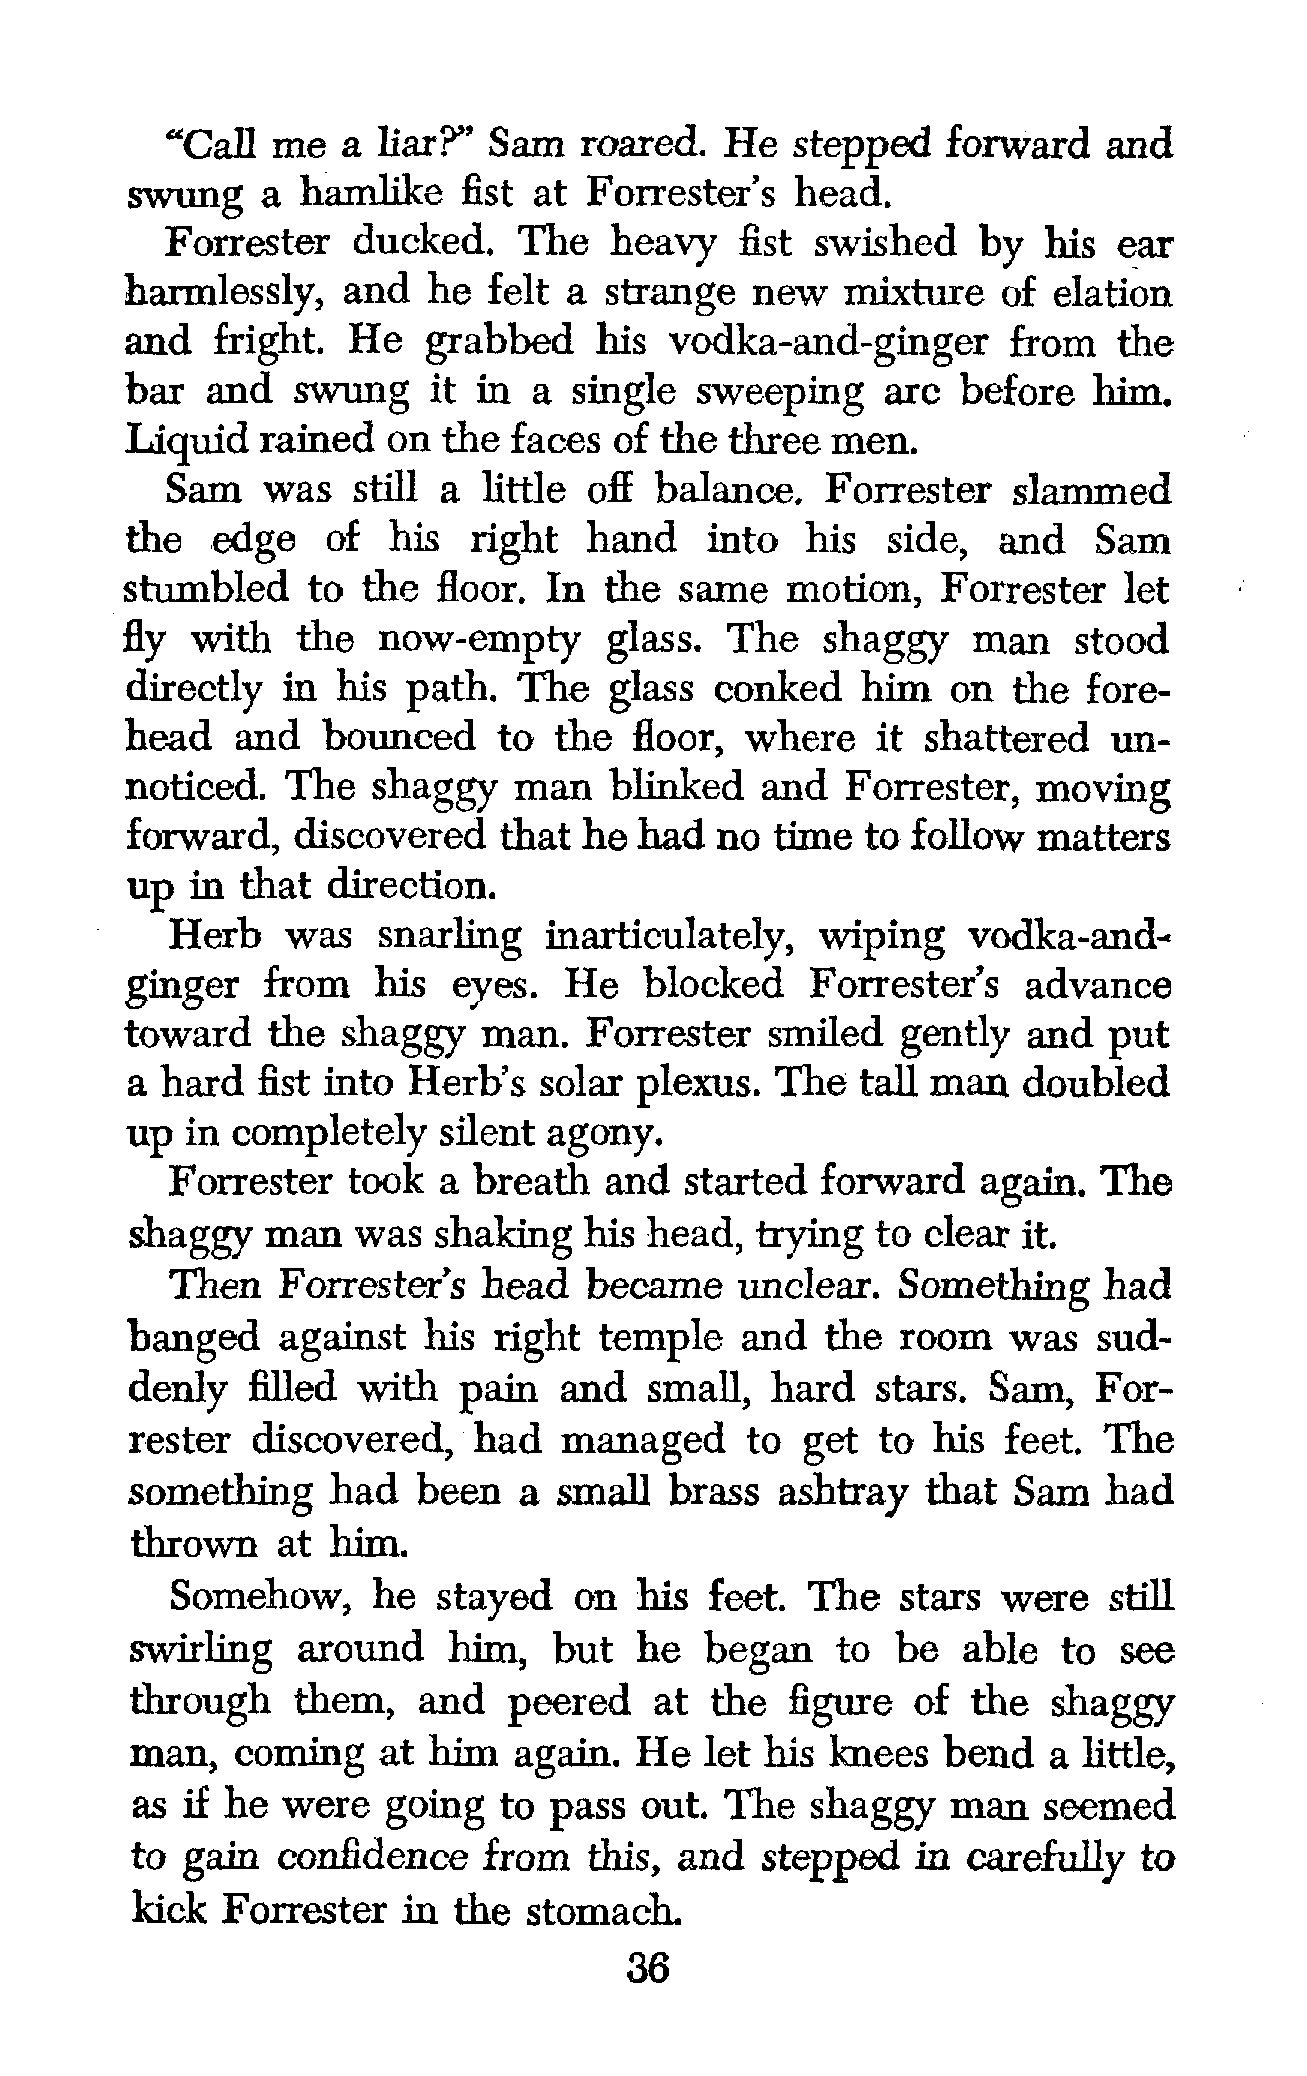 “Call me a liar?” Sam roared. He stepped forward and
swung a hamlike fist at Forrester’s head.
Forrester ducked. The heavy fist swished by his ear
harmlessly, and he felt a strange new mixture of elation
and fright. He grabbed his vodka-and-ginger from the
bar and swung it in a single sweeping arc before him.
Liquid rained on the faces of the three men.
Sam was still a little off balance. Forrester slammed
the edge of his right hand into his side, and Sam
stumbled to the floor. In the same motion, Forrester let
fly with the now-empty glass. The shaggy man stood
directly in his path. The glass conked him on the fore-
head and bounced to the floor, where it shattered un-
noticed. The shaggy man blinked and Forrester, moving
forward, discovered that he had no time to follow matters
up in that direction.
Herb was snarling inarticulately, wiping vodka-and-
ginger from his eyes. He blocked Forrester’s advance
toward the shaggy man. Forrester smiled gently and put
a hard fist into Herb’s solar plexus. The tall man doubled
up in completely silent agony.
Forrester took a breath and started forward again. The
shaggy man was shaking his head, trying to clear it.
Then Forrester’s head became unclear. Something had
banged against his right temple and the room was sud-
denly filled with pain and small, hard stars. Sam, For-
rester discovered, had managed to get to his feet. The
something had been a small brass ashtray that Sam had
thrown at him.
Somehow, he stayed on his feet. The stars were still
swirling around him, but he began to be able to see
through them, and peered at the figure of the shaggy
man, coming at him again. He let his knees bend a little,
as if he were going to pass out. The shaggy man seemed
to gain confidence from this, and stepped in carefully to
kick Forrester in the stomach.
36